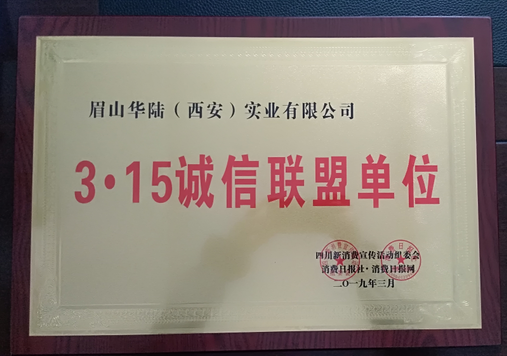 眉山华陆（西安）实业有限公司
3·15诚信联盟单位
四川新消费宣传活动组委会
消费日报社·消费日报网
二〇一九年三月